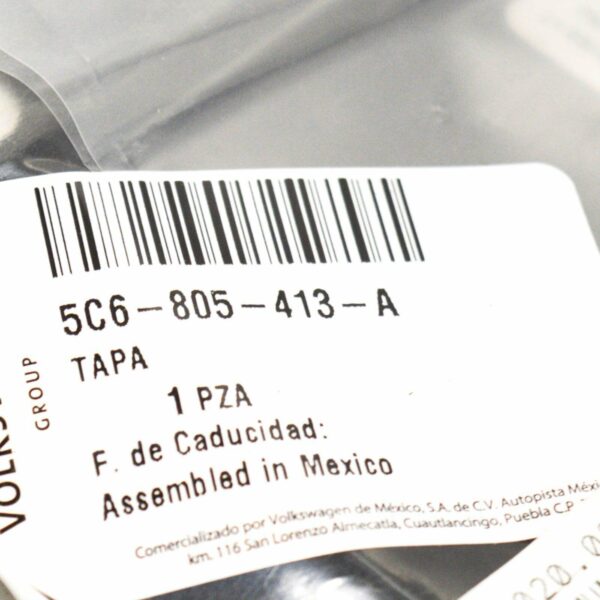 5C6-805-413-A
TAPA
1 PZA
F. de Caducidad:
Assembled in Mexico
GROUP
Comercializado por Volkswagen de México, S.A. de C.V. Autopista
km. 116 San Lorenzo Almecatla, Cuautlancingo, Puebla C.P.